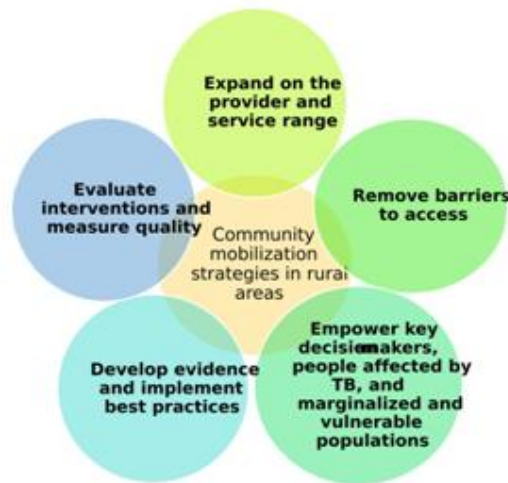 Expand on the
provider and
service range
Remove barriers
to access
Empower key
decisionmakers,
people affected by
TB, and
marginalized and
vulnerable
populations
Develop evidence
and implement
best practices
Evaluate
interventions and
measure quality
Community
mobilization
strategies in rural
areas